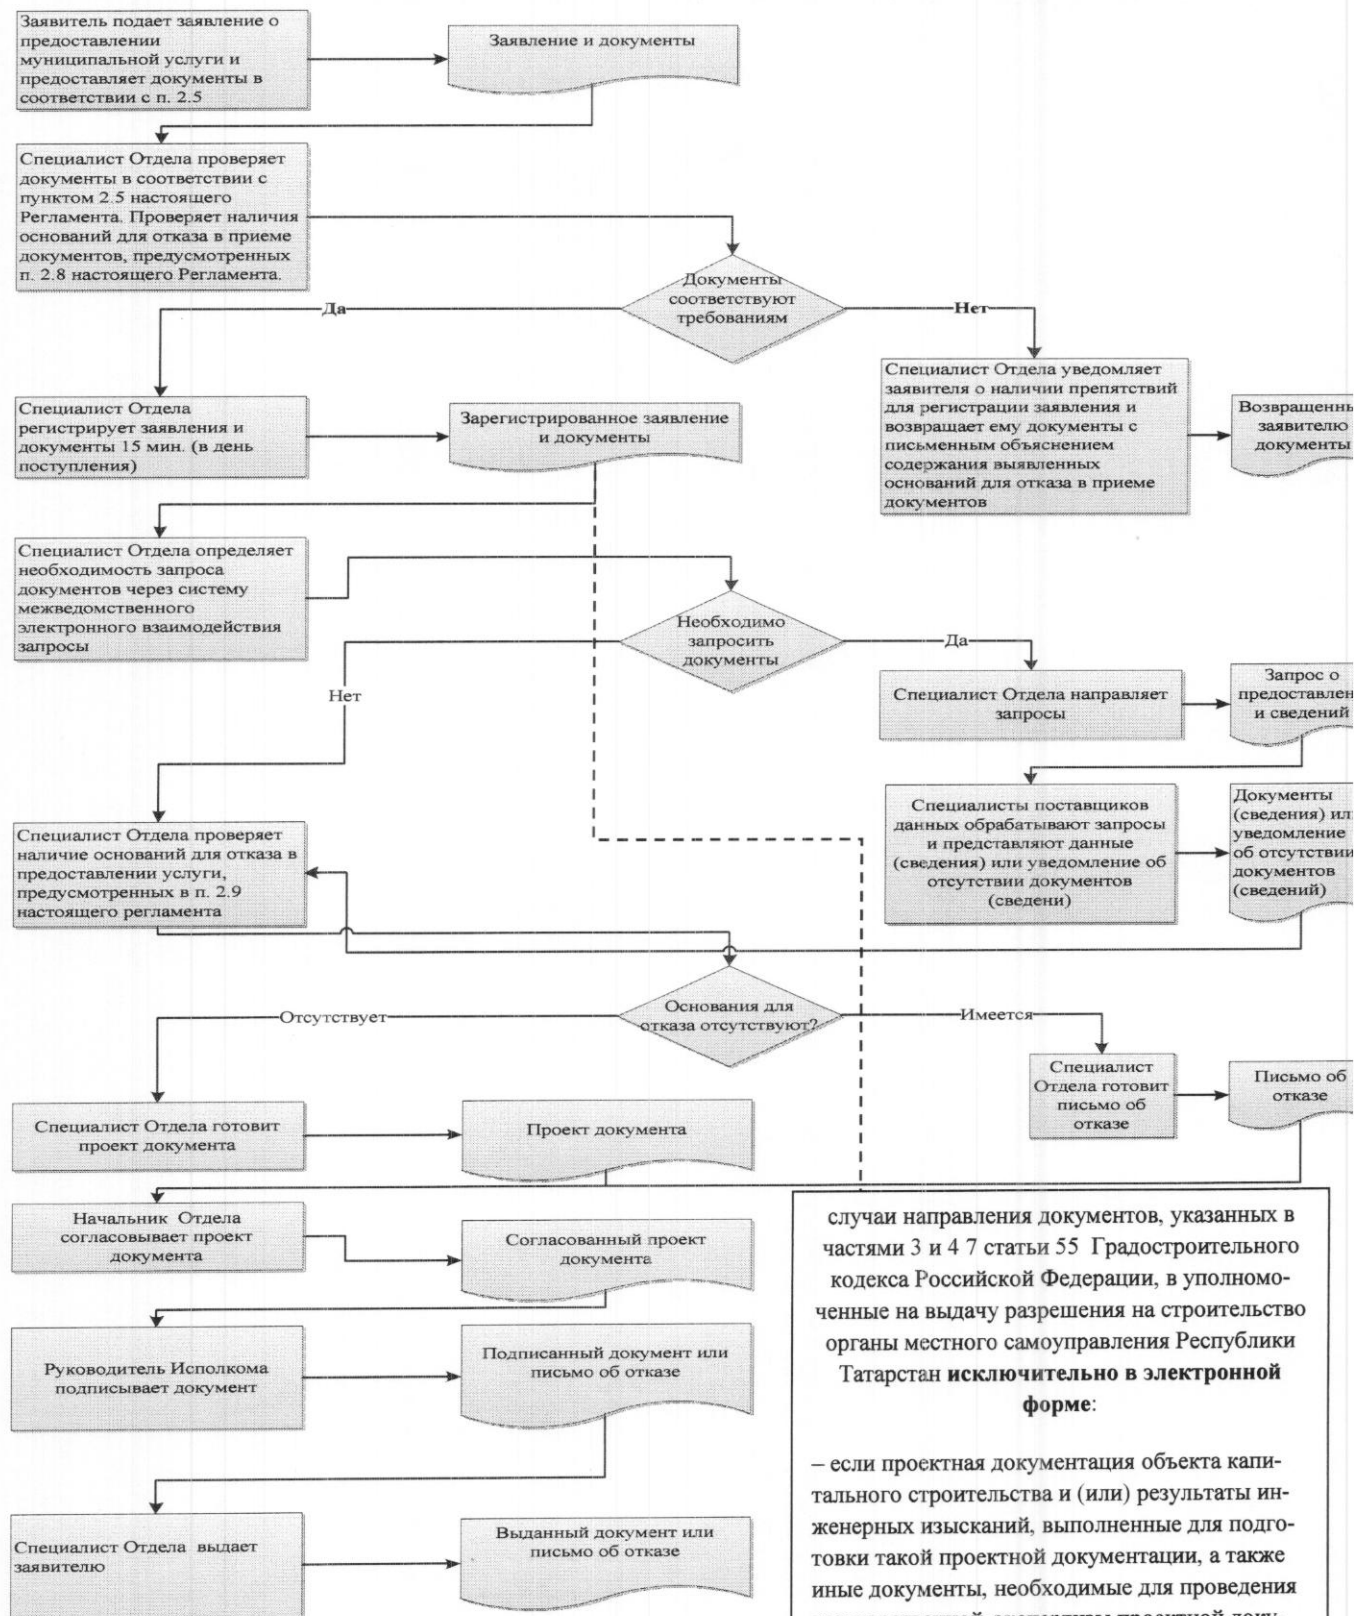 Заявитель подает заявление о
предоставлении
муниципальной услуги и
предоставляет документы в
соответствии с п. 2.5
Заявление и документы
Специалист Отдела проверяет
документы в соответствии с
пунктом 2.5 настоящего
Регламента. Проверяет наличия
оснований для отказа в приеме
документов, предусмотренных
п. 2.8 настоящего Регламента.
Документы
соответствуют
требованиям
Да
Нет
Специалист Отдела
регистрирует заявления и
документы 15 мин. (в день
поступления)
Зарегистрированное заявление
и документы
Специалист Отдела уведомляет
заявителя о наличии препятствий
для регистрации заявления и
возвращает ему документы с
письменным объяснением
содержания выявленных
оснований для отказа в приеме
документов
заявителю
документы
Специалист Отдела определяет
необходимость запроса
документов через систему
межведомственного
электронного взаимодействия
запросы
Необходимо
запросить
документы
Да
Нет
Специалист Отдела направляет
запросы
Запрос о
и сведений
Специалисты поставщиков
данных обрабатывают запросы
и представляют данные
(сведения) или уведомление об
отсутствии документов
(сведени)
Документы
(сведения)
уведомление
об отсутствии
документов
(сведений)
Специалист Отдела проверяет
наличие оснований для отказа в
предоставлении услуги,
предусмотренных в п. 2.9
настоящего регламента
Основания для
отказа отсутствуют?
Отсутствует
Имеется
Специалист
Отдела готовит
письмо об
отказе
Письмо об
отказе
Специалист Отдела готовит
проект документа
Проект документа
Начальник Отдела
согласовывает проект
документа
Согласованный проект
документа
Руководитель Исполкома
подписывает документ
Подписанный документ или
письмо об отказе
Специалист Отдела выдает
заявителю
Выданный документ или
письмо об отказе
случаи направления документов, указанных в
частями 3 и 4 7 статьи 55 Градостроительного
кодекса Российской Федерации, в уполномо-
ченные на выдачу разрешения на строительство
органы местного самоуправления Республики
Татарстан исключительно в электронной
форме:
– если проектная документация объекта капи-
тального строительства и (или) результаты ин-
женерных изысканий, выполненные для подго-
товки такой проектной документации, а также
иные документы, необходимые для проведения